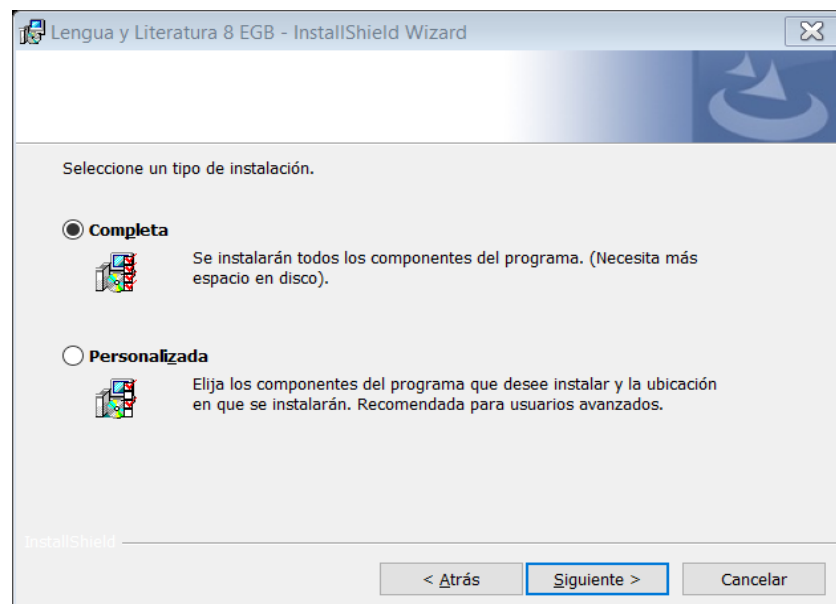 Lengua y Literatura 8 EGB - InstallShield Wizard
Seleccione un tipo de instalación.
Completa
Se instalarán todos los componentes del programa. (Necesita más
espacio en disco).
Personalizada
Elija los componentes del programa que desee instalar y la ubicación
en que se instalarán. Recomendada para usuarios avanzados.
InstallShield
< Atrás
Siguiente >
Cancelar